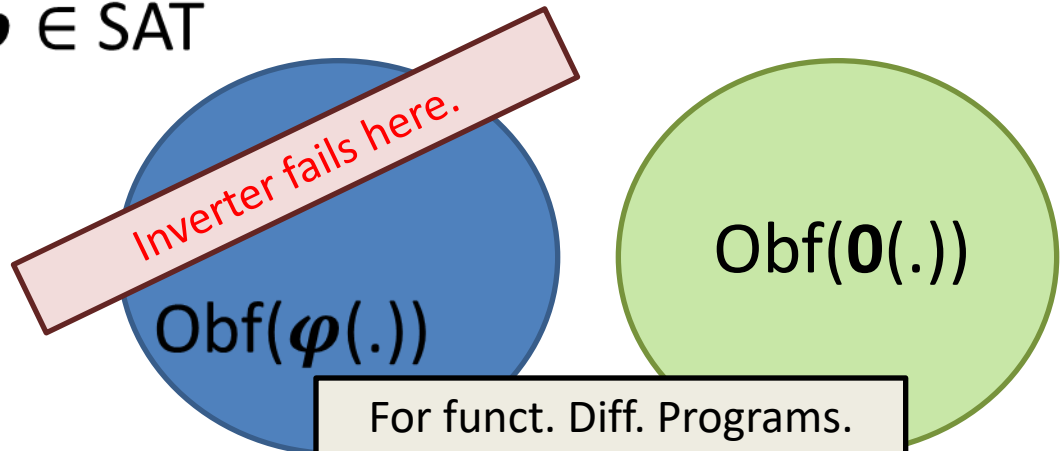 ∈ SAT
Inverter fails here.
Obf(𝝋(.))
Obf(𝟎(.))
For funct. Diff. Programs.